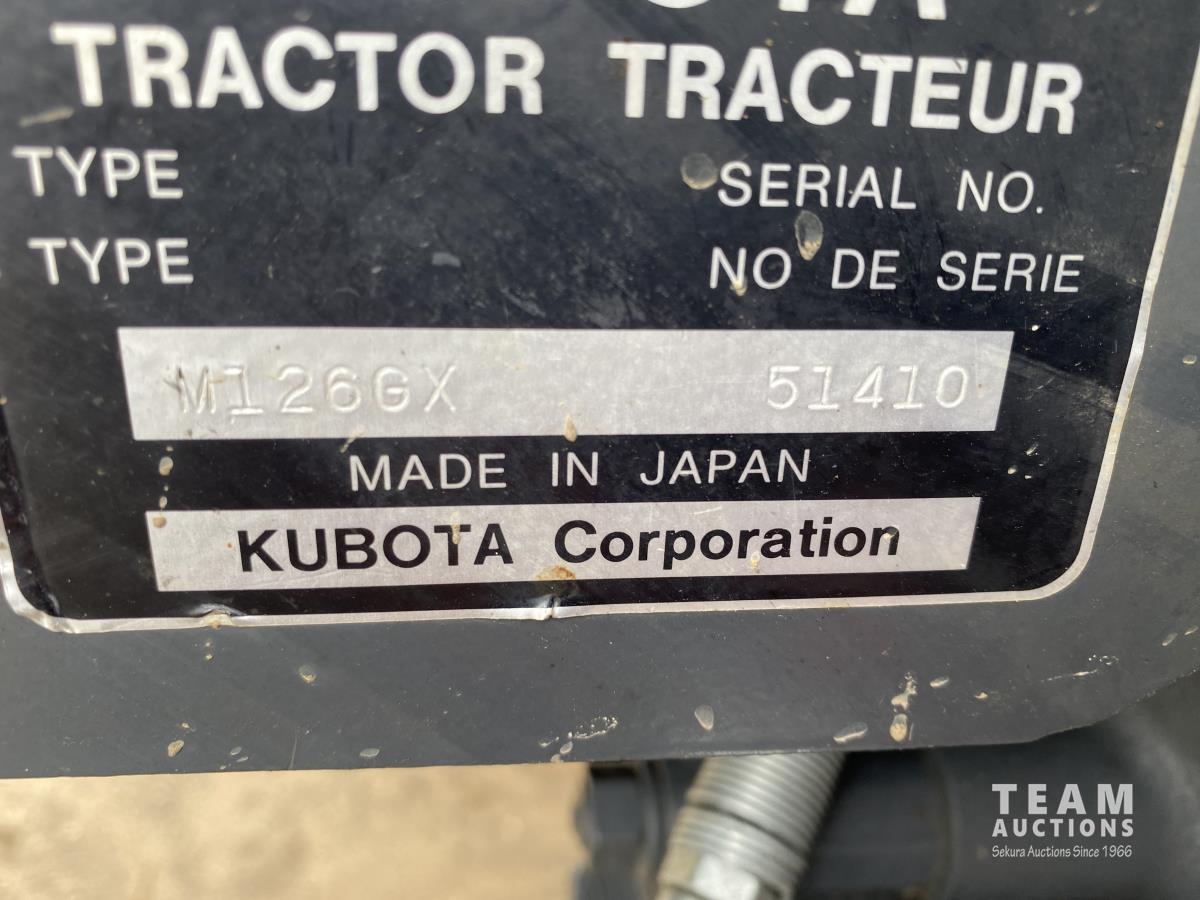 TRACTOR TRACTEUR
TYPE SERIAL NO.
TYPE NO DE SERIE
M126GX 51410
MADE IN JAPAN
KUBOTA Corporation
TEAM
AUCTIONS
Sekura Auctions Since 1966